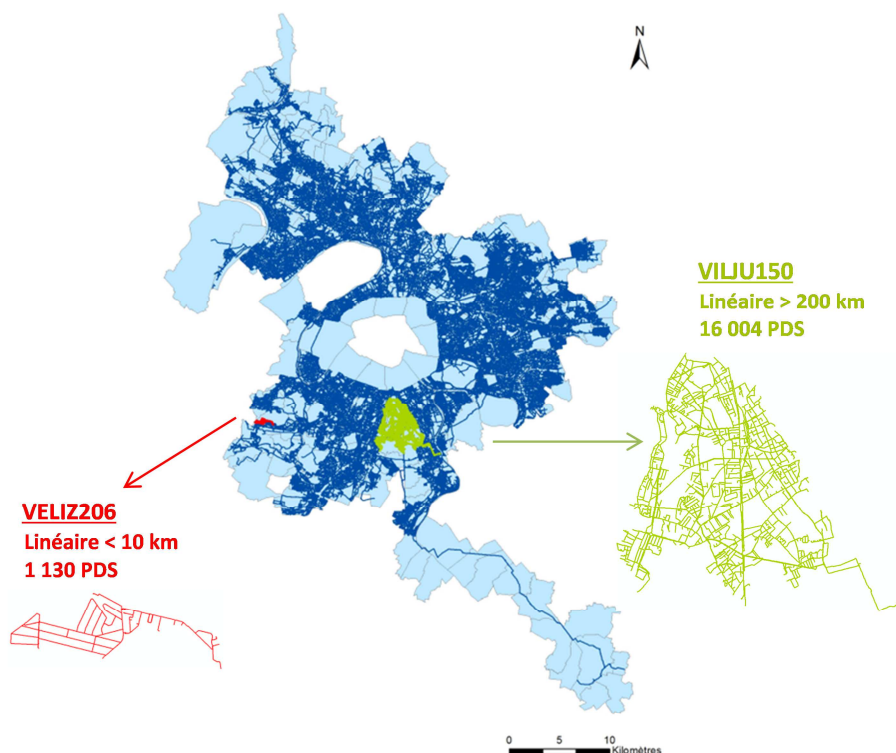 N
VILJU150
Linéaire > 200 km
16 004 PDS
VELIZ206
Linéaire < 10 km
1 130 PDS
0 5 10
Kilomètres